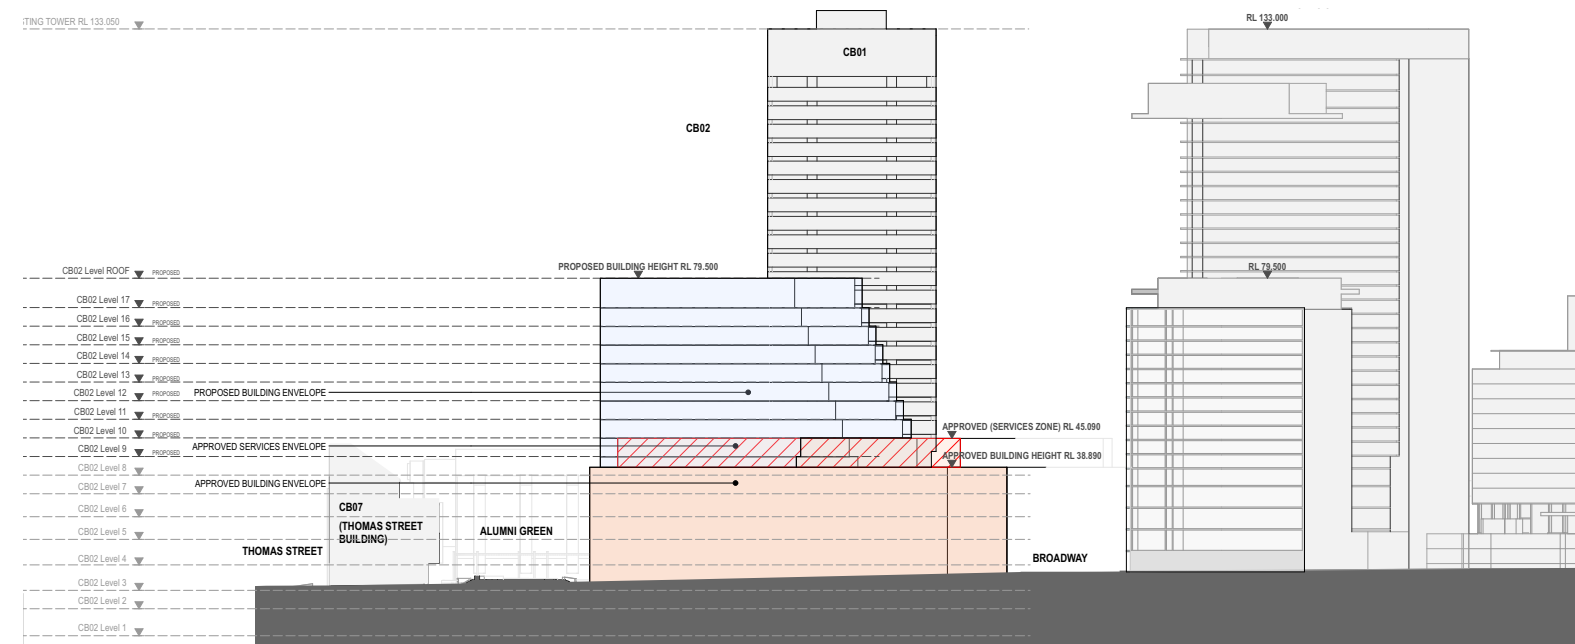 TING TOWER RL 133.050
RL 133.000
CB01
CB02
CB02 Level ROOF PROPOSED
PROPOSED BUILDING HEIGHT RL 79.500
RL 79.500
CB02 Level 17 PROPOSED
CB02 Level 16 PROPOSED
CB02 Level 15 PROPOSED
CB02 Level 14 PROPOSED
CB02 Level 13 PROPOSED
CB02 Level 12 PROPOSED
PROPOSED BUILDING ENVELOPE
CB02 Level 11 PROPOSED
CB02 Level 10 PROPOSED
APPROVED (SERVICES ZONE) RL 45.090
CB02 Level 9 PROPOSED
APPROVED SERVICES ENVELOPE
APPROVED BUILDING HEIGHT RL 38.890
CB02 Level 8
CB02 Level 7
APPROVED BUILDING ENVELOPE
CB02 Level 6
CB07
(THOMAS STREET
BUILDING)
CB02 Level 5
ALUMNI GREEN
THOMAS STREET
BROADWAY
CB02 Level 4
CB02 Level 3
CB02 Level 2
CB02 Level 1